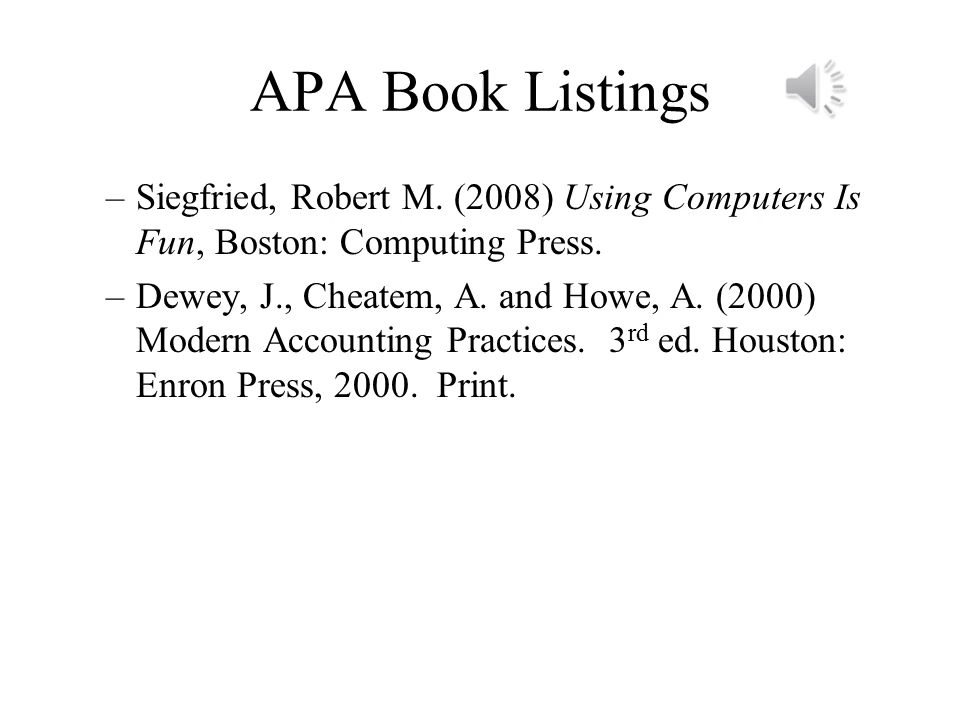 APA Book Listings
– Siegfried, Robert M. (2008) Using Computers Is
Fun, Boston: Computing Press.
– Dewey, J., Cheatem, A. and Howe, A. (2000)
Modern Accounting Practices.  3rd ed. Houston:
Enron Press, 2000.  Print.